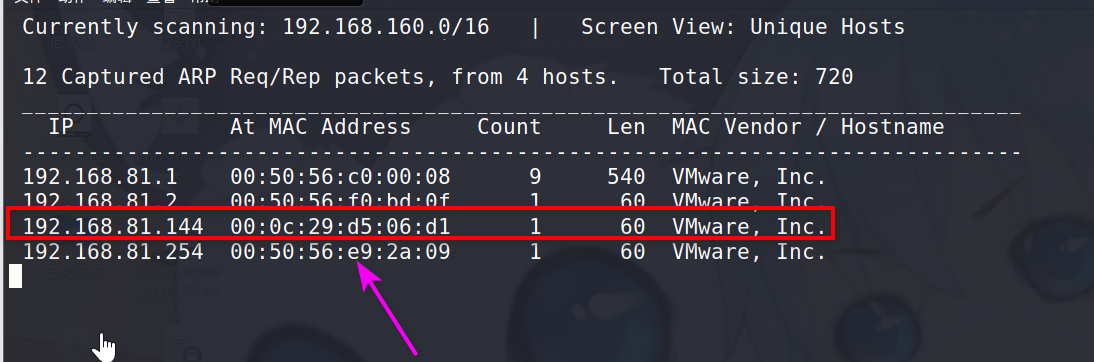 Currently scanning: 192.168.160.0/16   |   Screen View: Unique Hosts
12 Captured ARP Req/Rep packets, from 4 hosts.   Total size: 720
_____________________________________________________________________________
IP            At MAC Address     Count     Len  MAC Vendor / Hostname
-----------------------------------------------------------------------------
192.168.81.1    00:50:56:c0:00:08      9     540  VMware, Inc.
192.168.81.2    00:50:56:f0:bd:0f      1      60  VMware, Inc.
192.168.81.144  00:0c:29:d5:06:d1      1      60  VMware, Inc.
192.168.81.254  00:50:56:e9:2a:09      1      60  VMware, Inc.